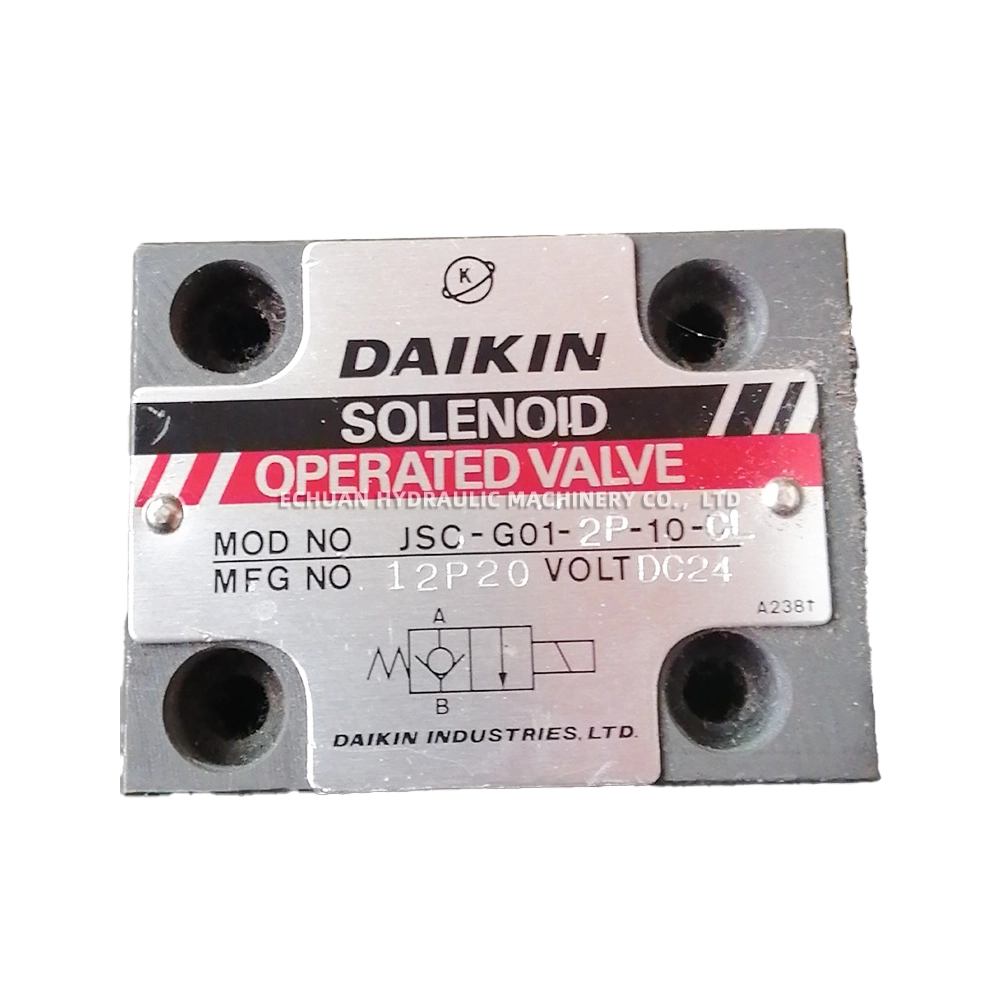 K
DAIKIN
SOLENOID
OPERATED VALVE
ECHUAN HYDRAULIC MACHINERY CO., LTD
MOD NO JSC-G01-2P-10-CL
MFG NO 12P20 VOLT DC24
A238↑
A
B
DAIKIN INDUSTRIES, LTD.